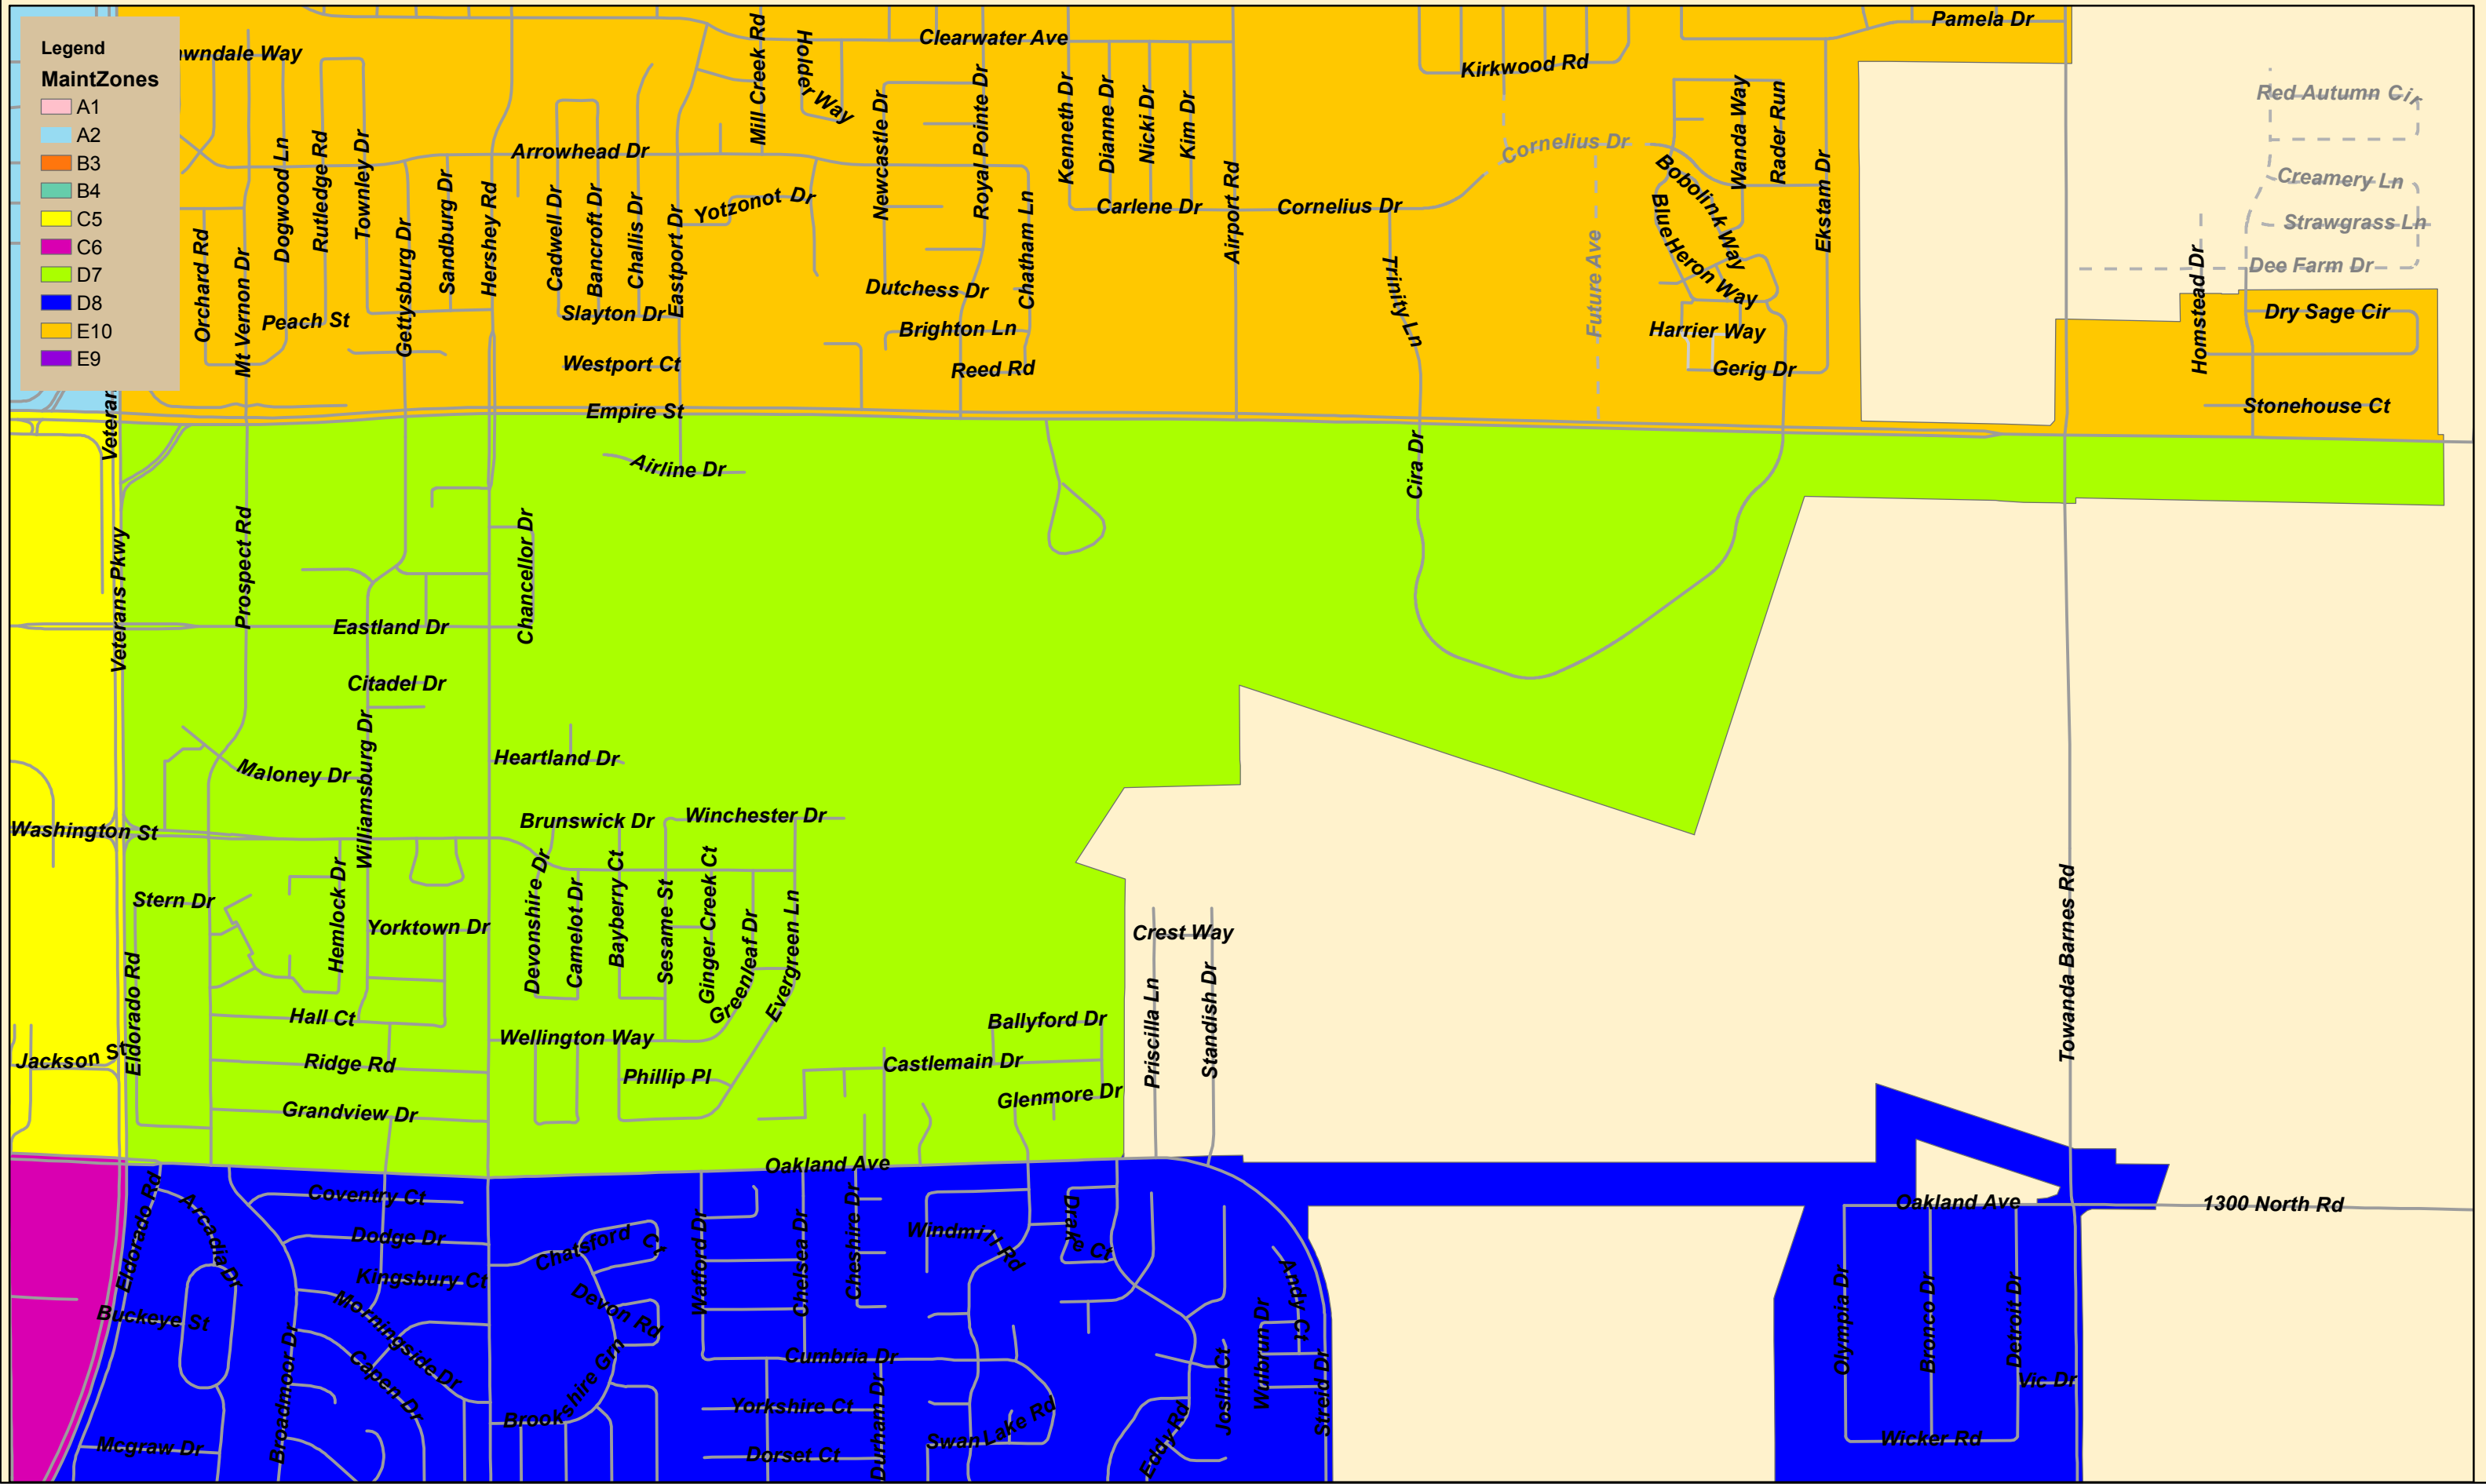 Legend
MaintZones
A1
A2
B3
B4
C5
C6
D7
D8
E10
E9
Pamela Dr
Clearwater Ave
Mill Creek Rd
Holder Way
Kirkwood Rd
Red Autumn Cir
Dogwood Ln
Rutledge Rd
Townley Dr
Arrowhead Dr
Newcastle Dr
Royal Pointe Dr
Kenneth Dr
Dianne Dr
Nicki Dr
Kim Dr
Cornelius Dr
Wanda Way
Rader Run
Bobolink Way
Blue Heron Way
Ekstam Dr
Creamery Ln
Strawgrass Ln
Dee Farm Dr
Orchard Rd
Mt Vernon Dr
Gettysburg Dr
Sandburg Dr
Hershey Rd
Cadwell Dr
Bancroft Dr
Challis Dr
Eastport Dr
Yotzonot Dr
Chatham Ln
Carlene Dr
Airport Rd
Cornelius Dr
Trinity Ln
Future Ave
Homestead Dr
Dry Sage Cir
Peach St
Slayton Dr
Dutchess Dr
Brighton Ln
Harrier Way
Westport Ct
Reed Rd
Gerig Dr
Stonehouse Ct
Empire St
Airline Dr
Cira Dr
Veterans Pkwy
Prospect Rd
Chancellor Dr
Eastland Dr
Citadel Dr
Williamsburg Dr
Heartland Dr
Maloney Dr
Washington St
Brunswick Dr
Winchester Dr
Stern Dr
Hemlock Dr
Yorktown Dr
Devonshire Dr
Camelot Dr
Bayberry Ct
Sesame St
Ginger Creek Ct
Greenleaf Dr
Evergreen Ln
Crest Way
Priscilla Ln
Standish Dr
Towanda Barnes Rd
Eldorado Rd
Hall Ct
Wellington Way
Ballyford Dr
Jackson St
Ridge Rd
Phillip Pl
Castlemain Dr
Glenmore Dr
Grandview Dr
Oakland Ave
Eldorado Rd
Arcadia Dr
Coventry Ct
Dodge Dr
Kingsbury Ct
Chatsford Ct
Watford Dr
Chelsea Dr
Cheshire Dr
Windmill Rd
Drake Ct
Oakland Ave
1300 North Rd
Buckeye St
Morningside Dr
Devon Rd
Andy Ct
Wulbrun Dr
Olympia Dr
Bronco Dr
Detroit Dr
Broadmor Dr
Capen Dr
Brookshire Grn
Cumbria Dr
Yorkshire Ct
Durham Dr
Swan Lake Rd
Joslin Ct
Streid Dr
Vic Dr
Mcgraw Dr
Dorset Ct
Eddy Rd
Wicker Rd